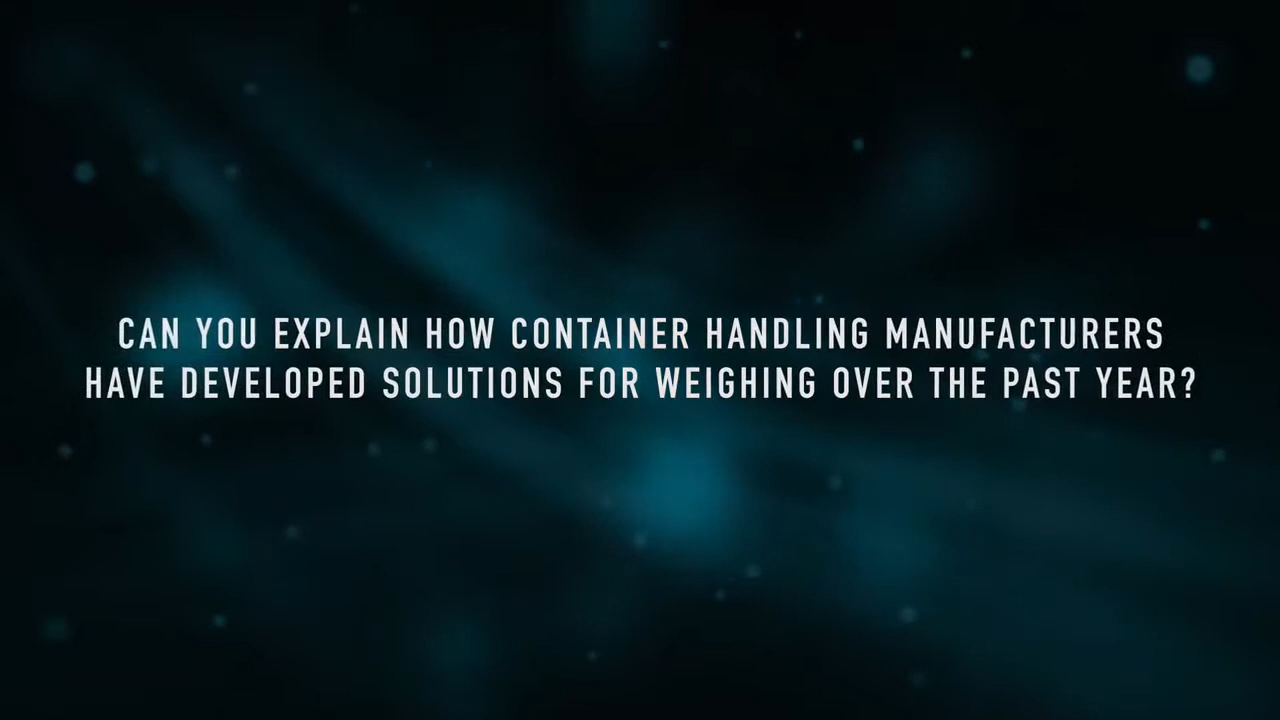 CAN YOU EXPLAIN HOW CONTAINER HANDLING MANUFACTURERS
HAVE DEVELOPED SOLUTIONS FOR WEIGHING OVER THE PAST YEAR?